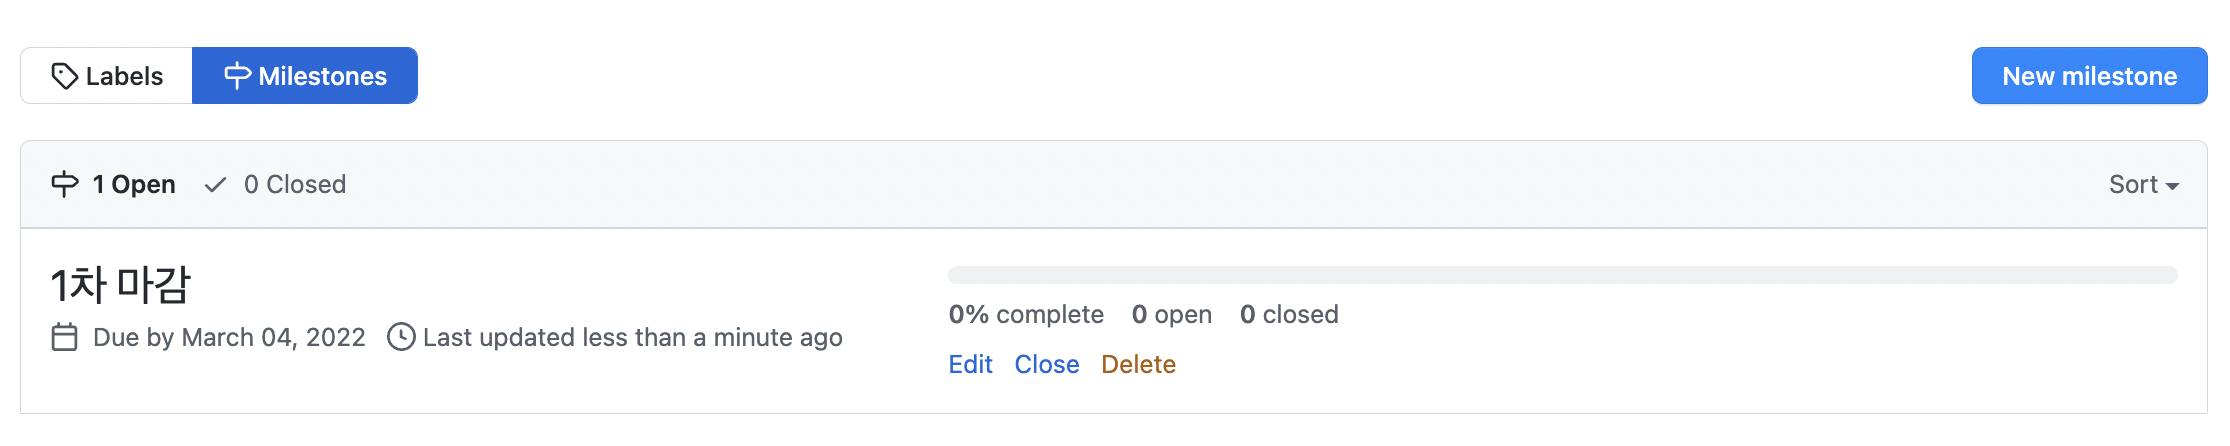 Labels Milestones New milestone
1 Open 0 Closed Sort
1차 마감
Due by March 04, 2022 Last updated less than a minute ago
0% complete 0 open 0 closed
Edit Close Delete